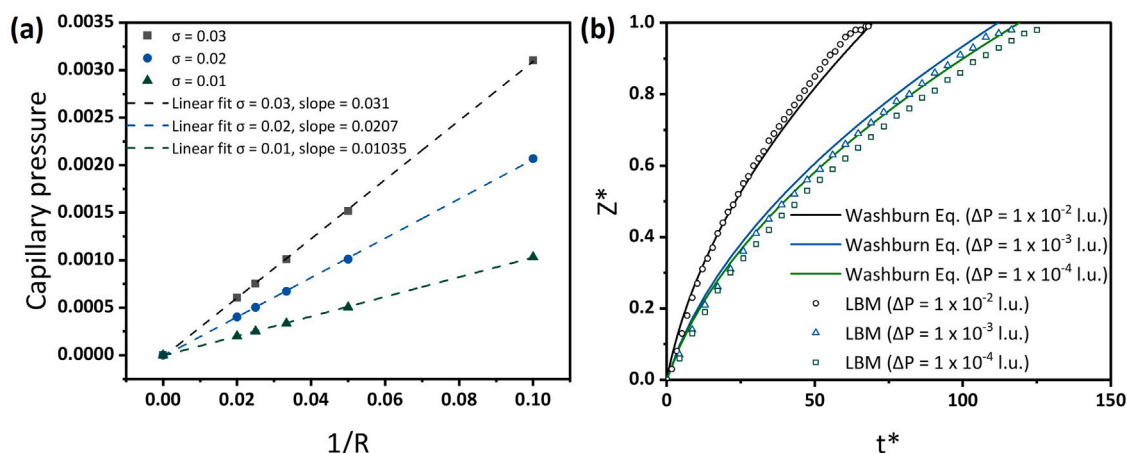 (a)
0.0035
0.0030
0.0025
0.0020
0.0015
0.0010
0.0005
0.0000
Capillary pressure
σ = 0.03
σ = 0.02
σ = 0.01
Linear fit σ = 0.03, slope = 0.031
Linear fit σ = 0.02, slope = 0.0207
Linear fit σ = 0.01, slope = 0.01035
0.00 0.02 0.04 0.06 0.08 0.10
1/R
(b)
1.0
0.8
0.6
0.4
0.2
0.0
Z*
Washburn Eq. (ΔP = 1 x 10⁻² l.u.)
Washburn Eq. (ΔP = 1 x 10⁻³ l.u.)
Washburn Eq. (ΔP = 1 x 10⁻⁴ l.u.)
LBM (ΔP = 1 x 10⁻² l.u.)
LBM (ΔP = 1 x 10⁻³ l.u.)
LBM (ΔP = 1 x 10⁻⁴ l.u.)
0 50 100 150
t*